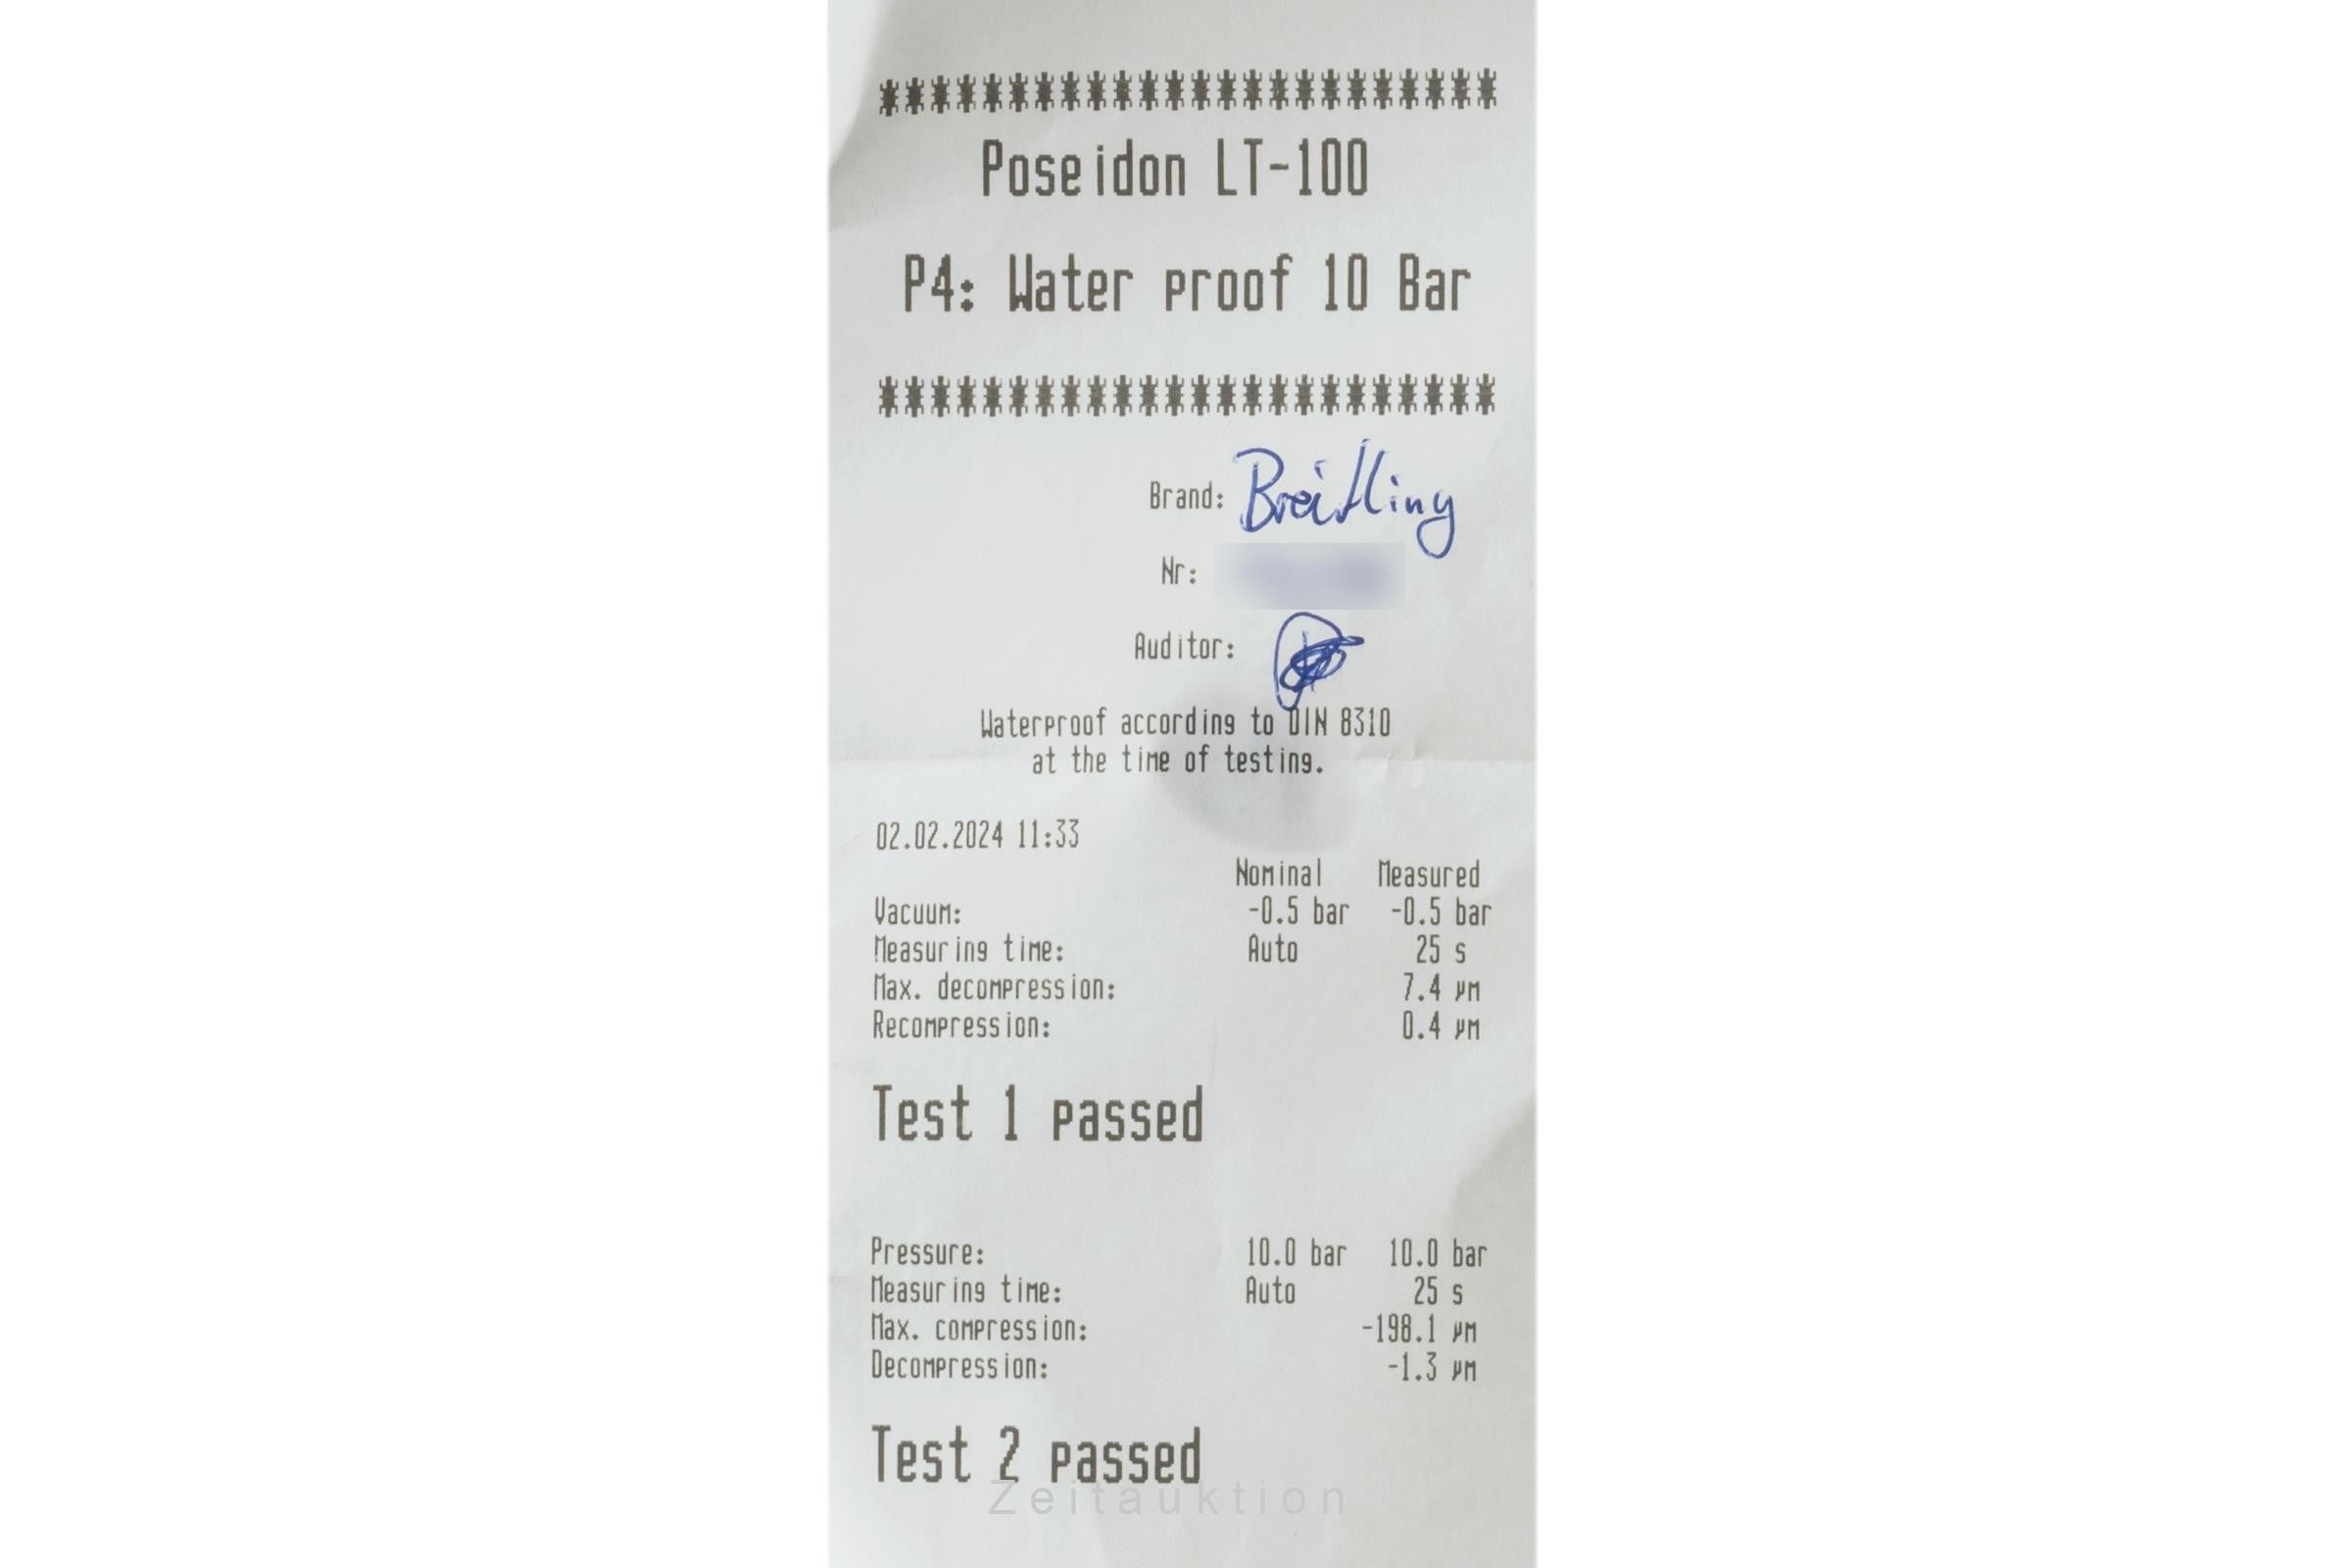 ************************
Poseidon LT-100
P4: Water proof 10 Bar
************************
Brand: Breitling
Nr:
Auditor:
Waterproof according to DIN 8310
at the time of testing.
02.02.2024 11:33
Nominal Measured
Vacuum: -0.5 bar -0.5 bar
Measuring time: Auto 25 s
Max. decompression: 7.4 µm
Recompression: 0.4 µm
Test 1 passed
Pressure: 10.0 bar 10.0 bar
Measuring time: Auto 25 s
Max. compression: -198.1 µm
Decompression: -1.3 µm
Test 2 passed
Zeitauktion